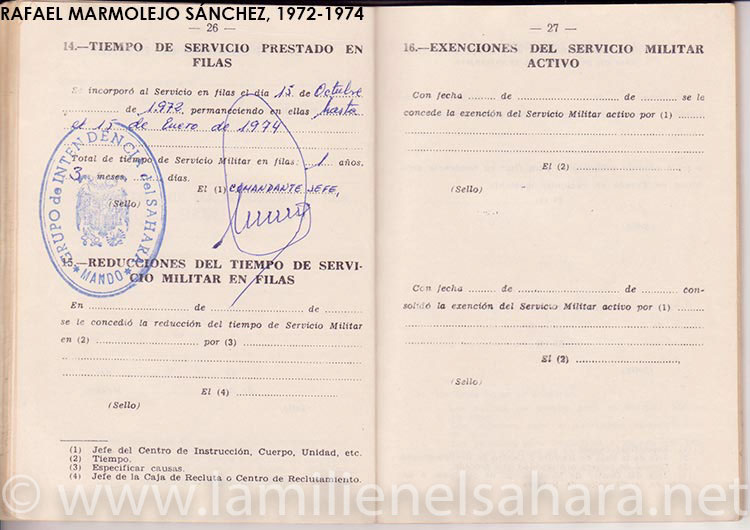 RAFAEL MARMOLEJO SÁNCHEZ, 1972-1974
— 26 —
14.—TIEMPO DE SERVICIO PRESTADO EN
FILAS
Se incorporó al Servicio en filas el día 15 de Octubre
de 1972, permaneciendo en ellas hasta
el 15 de Enero de 1974
Total de tiempo de Servicio Militar en filas 1 años.
3 meses, días.
El (1) COMANDANTE JEFE,
(Sello)
GRUPO de INTENDENCIA del SAHARA
* MANDO *
15.—REDUCCIONES DEL TIEMPO DE SERVI-
CIO MILITAR EN FILAS
En ........ de ........ de ........
se le concedió la reducción del tiempo de Servicio Militar
en (2) ........ por (3) ........
El (4) ........
(Sello)
(1) Jefe del Centro de Instrucción, Cuerpo, Unidad, etc.
(2) Tiempo.
(3) Especificar causas.
(4) Jefe de la Caja de Recluta o Centro de Reclutamiento.
— 27 —
16.—EXENCIONES DEL SERVICIO MILITAR
ACTIVO
Con fecha ........ de ........ de ........ se le
concede la exención del Servicio Militar activo por (1) ........
El (2) ........
(Sello)
Con fecha ........ de ........ de ........ con-
solidó la exención del Servicio Militar activo por (1) ........
El (2) ........
(Sello)
© www.lamilienelsahara.net